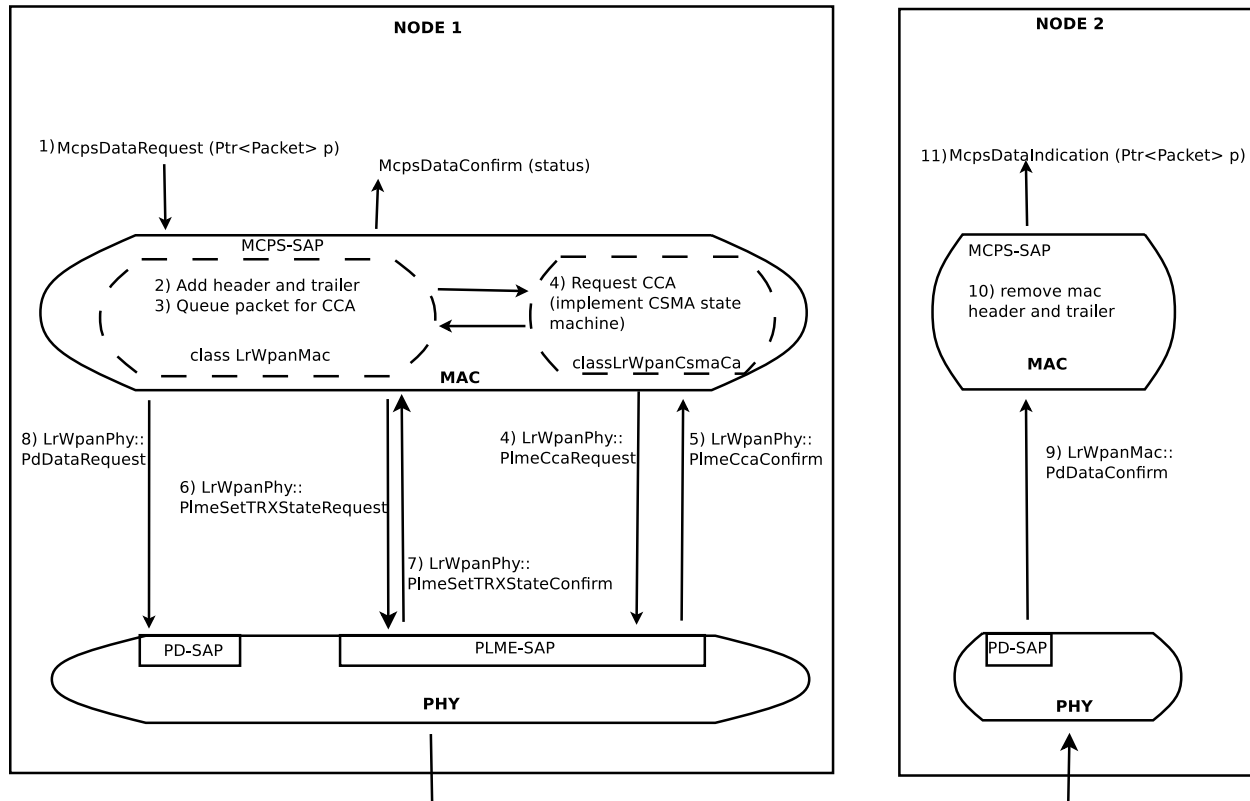 NODE 1
1) McpsDataRequest (Ptr<Packet> p)
McpsDataConfirm (status)
MCPS-SAP
2) Add header and trailer
3) Queue packet for CCA
class LrWpanMac
4) Request CCA
(implement CSMA state
machine)
classLrWpanCsmaCa
MAC
8) LrWpanPhy::
PdDataRequest
6) LrWpanPhy::
PlmeSetTRXStateRequest
7) LrWpanPhy::
PlmeSetTRXStateConfirm
4) LrWpanPhy::
PlmeCcaRequest
5) LrWpanPhy::
PlmeCcaConfirm
PD-SAP
PLME-SAP
PHY
NODE 2
11) McpsDataIndication (Ptr<Packet> p)
MCPS-SAP
10) remove mac
header and trailer
MAC
9) LrWpanMac::
PdDataConfirm
PD-SAP
PHY